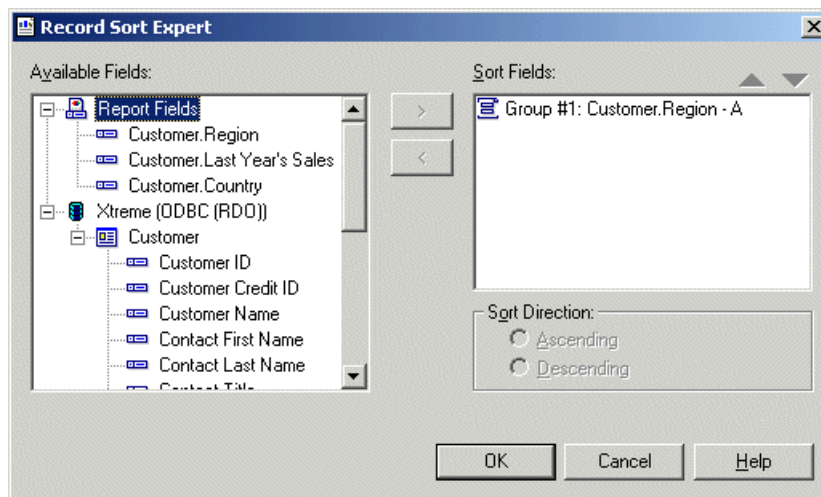 Record Sort Expert
Available Fields:
Report Fields
Customer.Region
Customer.Last Year's Sales
Customer.Country
Xtreme (ODBC (RDO))
Customer
Customer ID
Customer Credit ID
Customer Name
Contact First Name
Contact Last Name
Contact Title
>
<
Sort Fields:
Group #1: Customer.Region - A
Sort Direction:
Ascending
Descending
OK
Cancel
Help